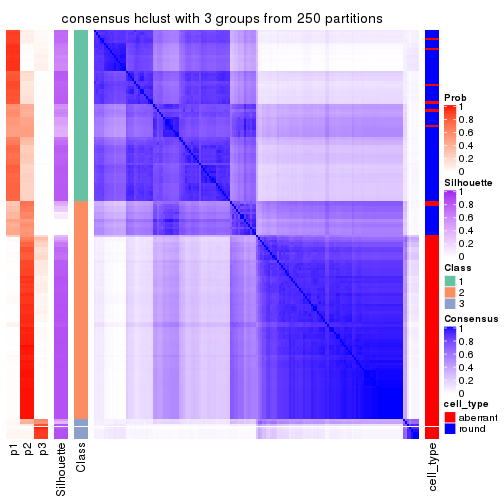 consensus hclust with 3 groups from 250 partitions
Prob
1
0.8
0.6
0.4
0.2
0
Silhouette
1
0.8
0.6
0.4
0.2
0
Class
1
2
3
Consensus
1
0.8
0.6
0.4
0.2
0
cell_type
aberrant
round
p1
p2
p3
Silhouette
Class
cell_type